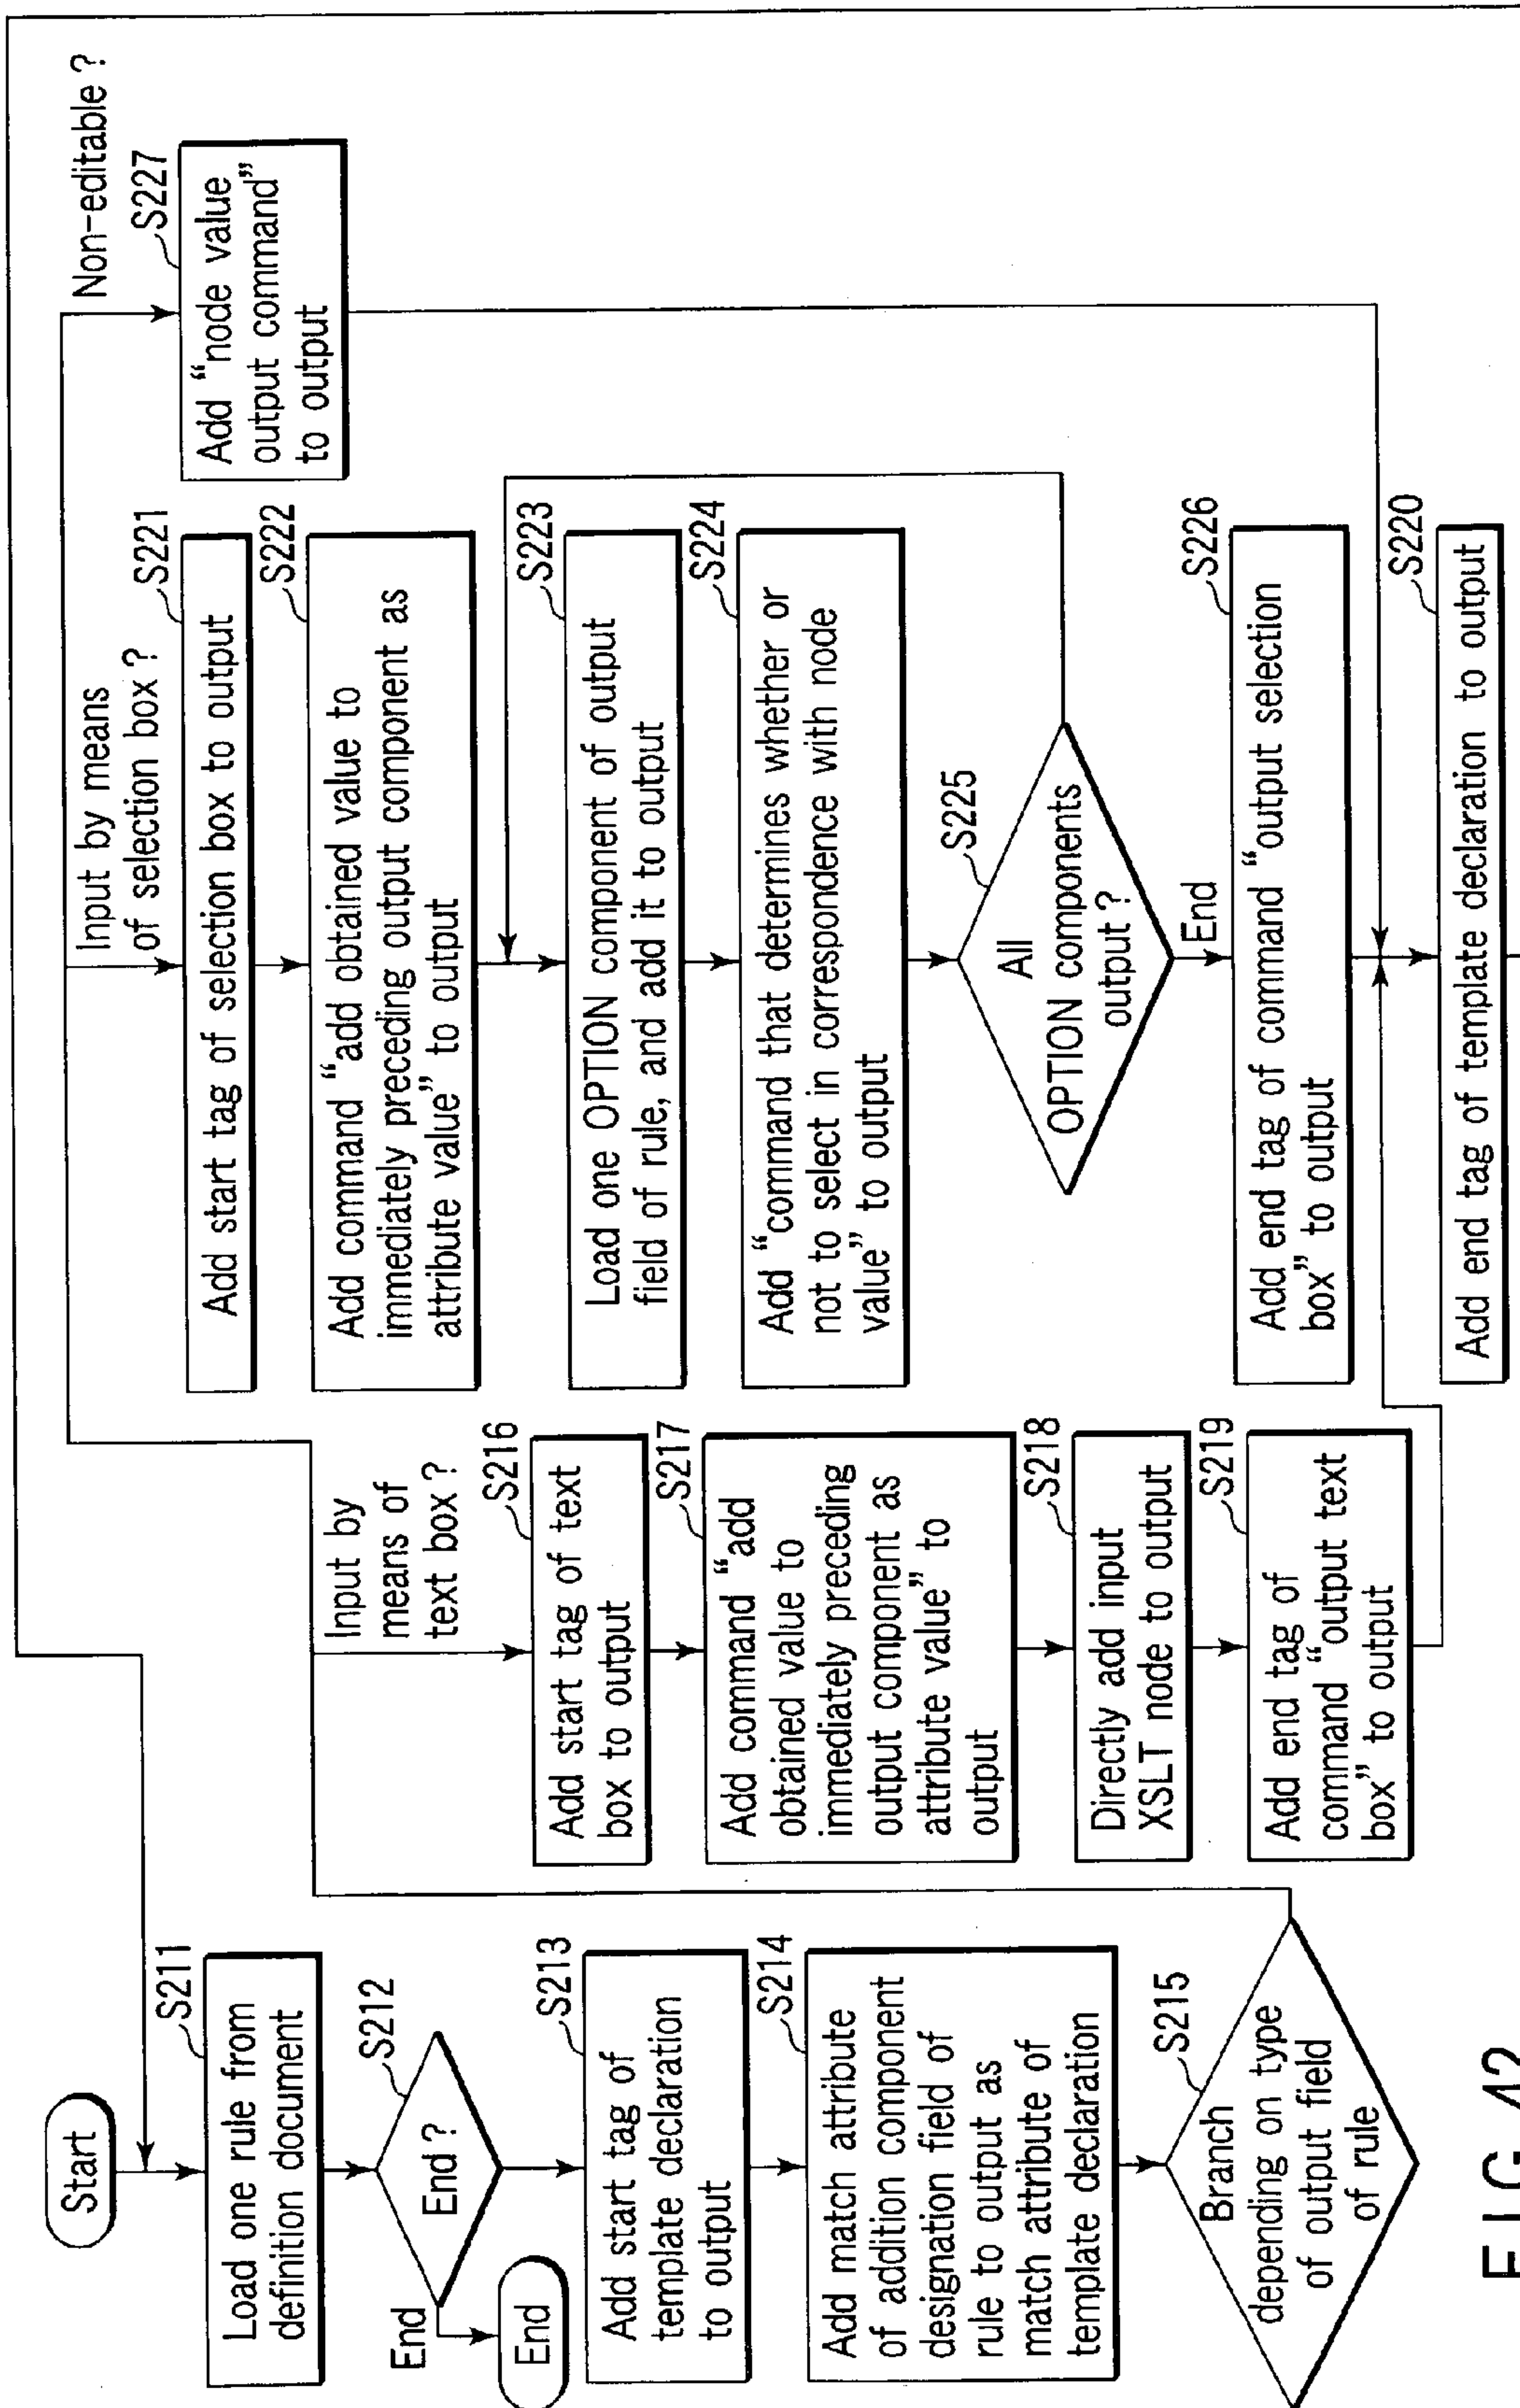 Start
S211
Load one rule from
definition document
S212
End ?
End
End
S213
Add start tag of
template declaration
to output
S214
Add match attribute
of addition component
designation field of
rule to output as
match attribute of
template declaration
S215
Branch
depending on type
of output field
of rule
Input by
means of
text box ?
S216
Add start tag of text
box to output
S217
Add command “add
obtained value to
immediately preceding
output component as
attribute value” to
output
S218
Directly add input
XSLT node to output
S219
Add end tag of
command “output text
box” to output
Input by means
of selection box ?
S221
Add start tag of selection box to output
S222
Add command “add obtained value to
immediately preceding output component as
attribute value” to output
S223
Load one OPTION component of output
field of rule, and add it to output
S224
Add “command that determines whether or
not to select in correspondence with node
value” to output
S225
All
OPTION components
output ?
End
S226
Add end tag of command “output selection
box” to output
S220
Add end tag of template declaration to output
Non-editable ?
S227
Add “node value
output command”
to output
FIG. 42